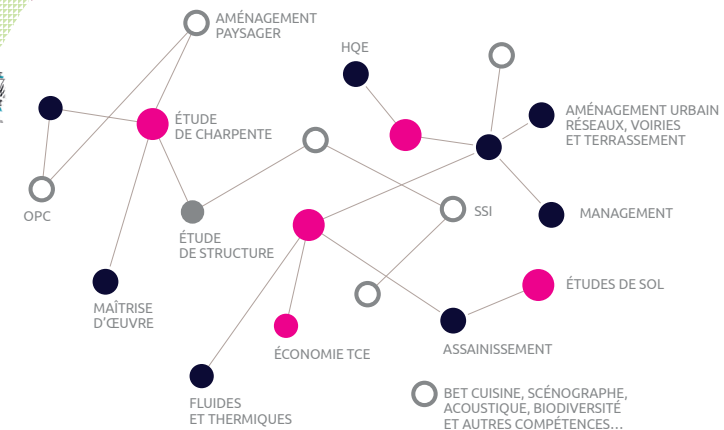 AMÉNAGEMENT
PAYSAGER
HQE
ÉTUDE
DE CHARPENTE
AMÉNAGEMENT URBAIN
RÉSEAUX, VOIRIES
ET TERRASSEMENT
OPC
SSI
MANAGEMENT
ÉTUDE
DE STRUCTURE
ÉTUDES DE SOL
MAÎTRISE
D'ŒUVRE
ÉCONOMIE TCE
ASSAINISSEMENT
FLUIDES
ET THERMIQUES
BET CUISINE, SCÉNOGRAPHE,
ACOUSTIQUE, BIODIVERSITÉ
ET AUTRES COMPÉTENCES...